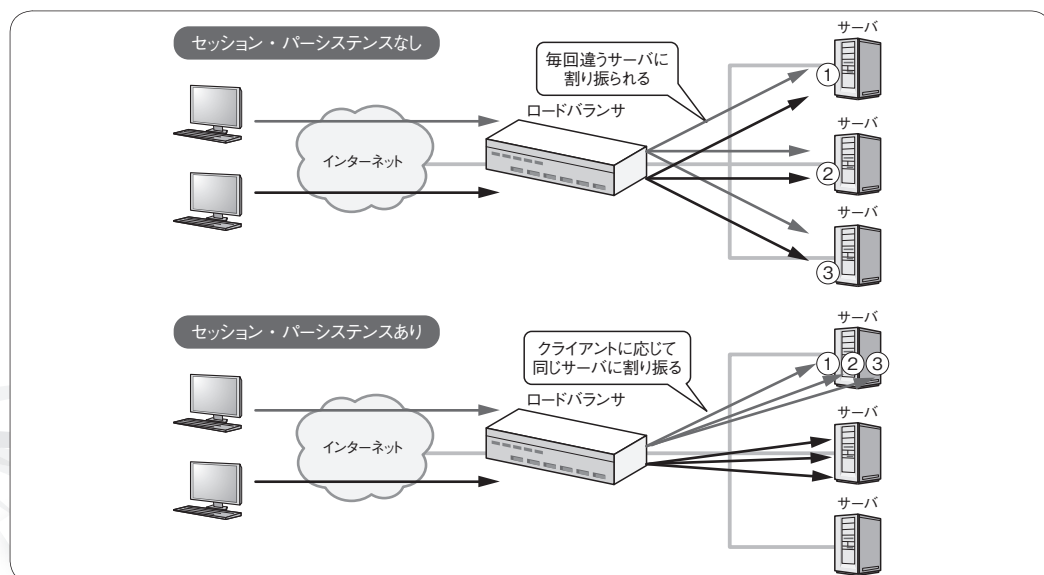 セッション・パーシステンスなし
毎回違うサーバに
割り振られる
ロードバランサ
インターネット
サーバ
①
サーバ
②
サーバ
③
セッション・パーシステンスあり
クライアントに応じて
同じサーバに割り振る
ロードバランサ
インターネット
サーバ
① ② ③
サーバ
サーバ